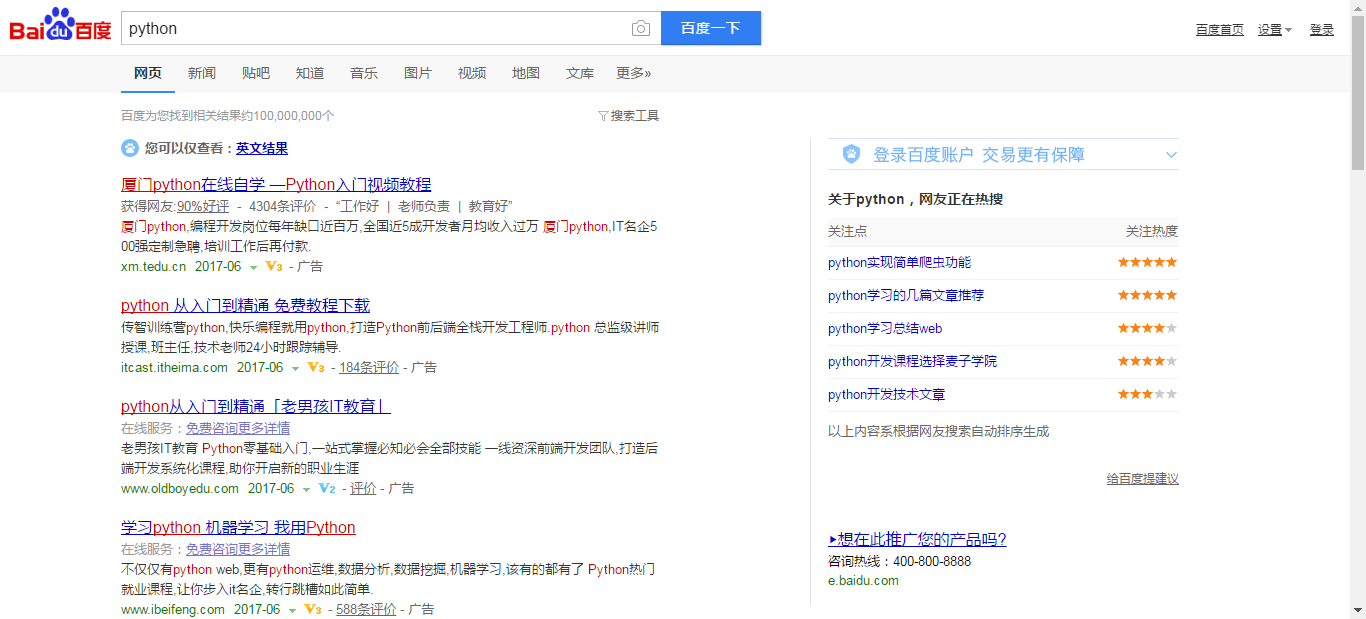 Bai du 百度
python
百度一下
百度首页 设置 登录
网页 新闻 贴吧 知道 音乐 图片 视频 地图 文库 更多»
百度为您找到相关结果约100,000,000个
搜索工具
您可以仅查看：英文结果
厦门python在线自学 —Python入门视频教程
获得网友:90%好评 - 4304条评价 - “工作好 | 老师负责 | 教育好”
厦门python,编程开发岗位每年缺口近百万,全国近5成开发者月均收入过万 厦门python,IT名企5
00强定制急聘,培训工作后再付款.
xm.tedu.cn 2017-06 V3 - 广告
python 从入门到精通 免费教程下载
传智训练营python,快乐编程就用python,打造Python前后端全栈开发工程师.python 总监级讲师
授课,班主任,技术老师24小时跟踪辅导.
itcast.itheima.com 2017-06 V3 - 184条评价 - 广告
python从入门到精通「老男孩IT教育」
在线服务：免费咨询更多详情
老男孩IT教育 Python零基础入门,一站式掌握必知必会全部技能 一线资深前端开发团队,打造后
端开发系统化课程,助你开启新的职业生涯
www.oldboyedu.com 2017-06 V2 - 评价 - 广告
学习python 机器学习 我用Python
在线服务：免费咨询更多详情
不仅仅有python web,更有python运维,数据分析,数据挖掘,机器学习,该有的都有了 Python热门
就业课程,让你步入it名企,转行跳槽如此简单.
www.ibeifeng.com 2017-06 V3 - 588条评价 - 广告
登录百度账户 交易更有保障
关于python，网友正在热搜
关注点 关注热度
python实现简单爬虫功能
python学习的几篇文章推荐
python学习总结web
python开发课程选择麦子学院
python开发技术文章
以上内容系根据网友搜索自动排序生成
给百度提建议
想在此推广您的产品吗?
咨询热线：400-800-8888
e.baidu.com